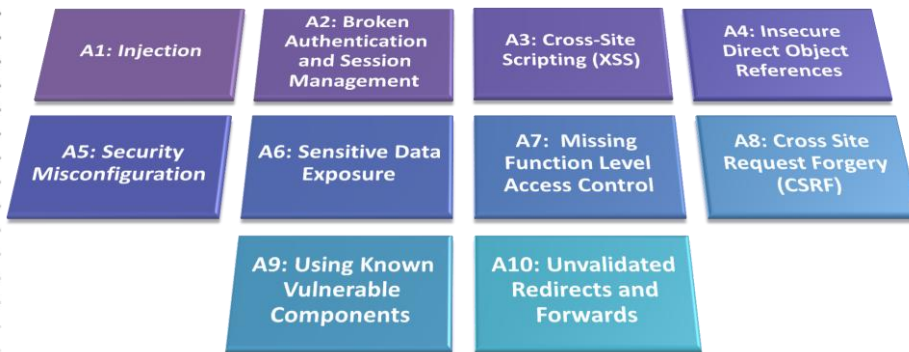 A1: Injection
A2: Broken
Authentication
and Session
Management
A3: Cross-Site
Scripting (XSS)
A4: Insecure
Direct Object
References
A5: Security
Misconfiguration
A6: Sensitive Data
Exposure
A7: Missing
Function Level
Access Control
A8: Cross Site
Request Forgery
(CSRF)
A9: Using Known
Vulnerable
Components
A10: Unvalidated
Redirects and
Forwards